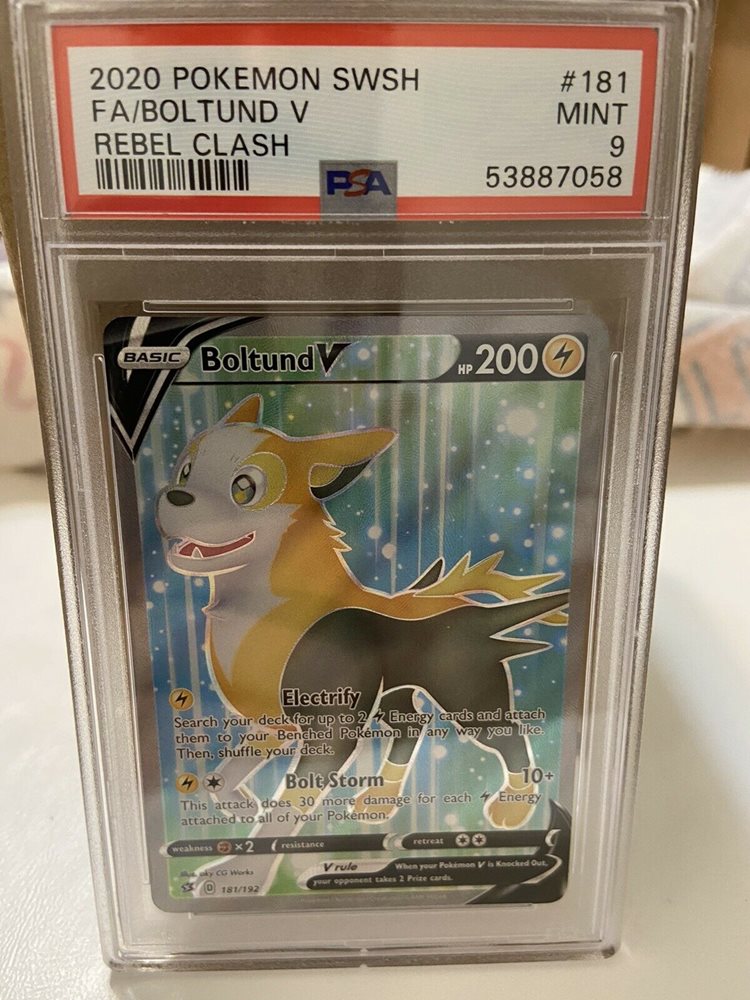 2020 POKEMON SWSH #181
FA/BOLTUND V MINT
REBEL CLASH 9
PSA 53887058
BASIC Boltund V HP 200
Electrify
Search your deck for up to 2 Energy cards and attach
them to your Benched Pokémon in any way you like.
Then, shuffle your deck.
Bolt Storm 10+
This attack does 30 more damage for each Energy
attached to all of your Pokémon.
weakness ×2 resistance retreat
V rule When your Pokémon V is Knocked Out,
your opponent takes 2 Prize cards.
Illus. aky CG Works
D 181/192